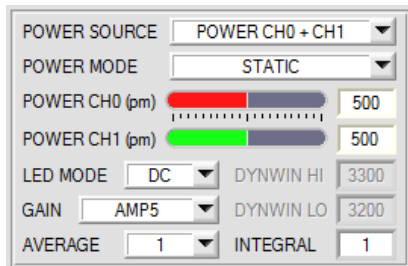 POWER SOURCE POWER CH0 + CH1
POWER MODE STATIC
POWER CH0 (pm) 500
POWER CH1 (pm) 500
LED MODE DC DYNWIN HI 3300
GAIN AMP5 DYNWIN LO 3200
AVERAGE 1 INTEGRAL 1